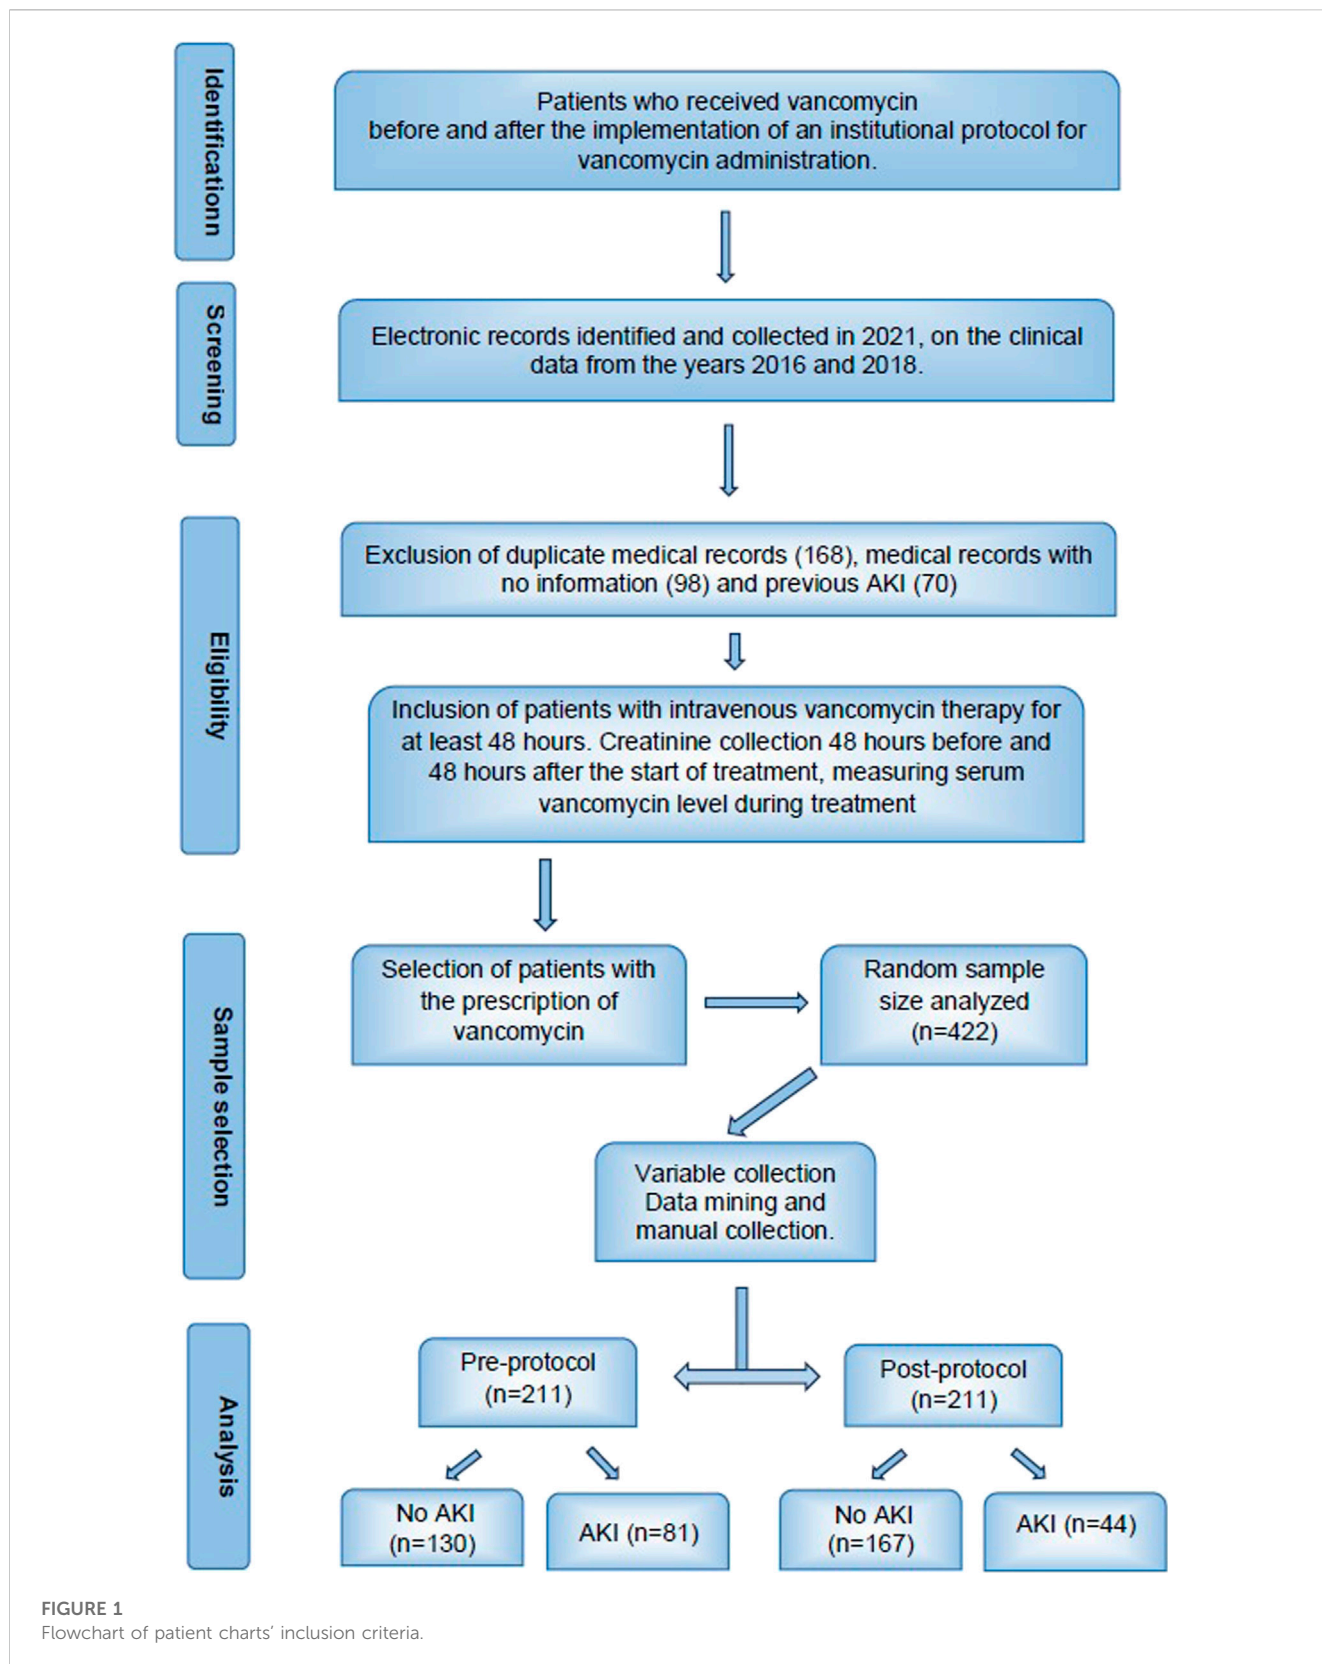 Identificationn
Patients who received vancomycin
before and after the implementation of an institutional protocol for
vancomycin administration.
Screening
Electronic records identified and collected in 2021, on the clinical
data from the years 2016 and 2018.
Eligibility
Exclusion of duplicate medical records (168), medical records with
no information (98) and previous AKI (70)
Inclusion of patients with intravenous vancomycin therapy for
at least 48 hours. Creatinine collection 48 hours before and
48 hours after the start of treatment, measuring serum
vancomycin level during treatment
Sample selection
Selection of patients with
the prescription of
vancomycin
Random sample
size analyzed
(n=422)
Variable collection
Data mining and
manual collection.
Analysis
Pre-protocol
(n=211)
Post-protocol
(n=211)
No AKI
(n=130)
AKI (n=81)
No AKI
(n=167)
AKI (n=44)
FIGURE 1
Flowchart of patient charts’ inclusion criteria.